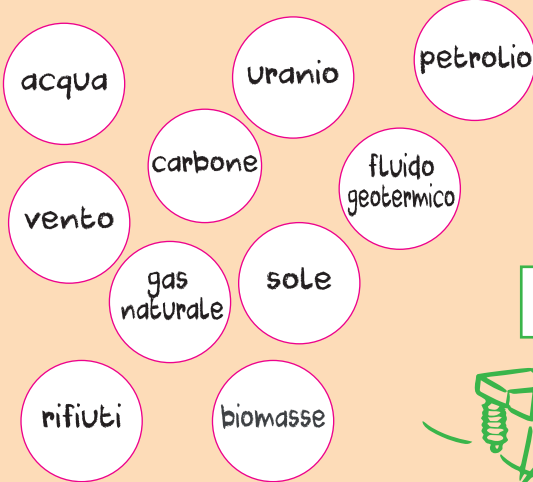 acqua
uranio
petrolio
carbone
fluido
geotermico
vento
gas
naturale
sole
rifiuti
biomasse